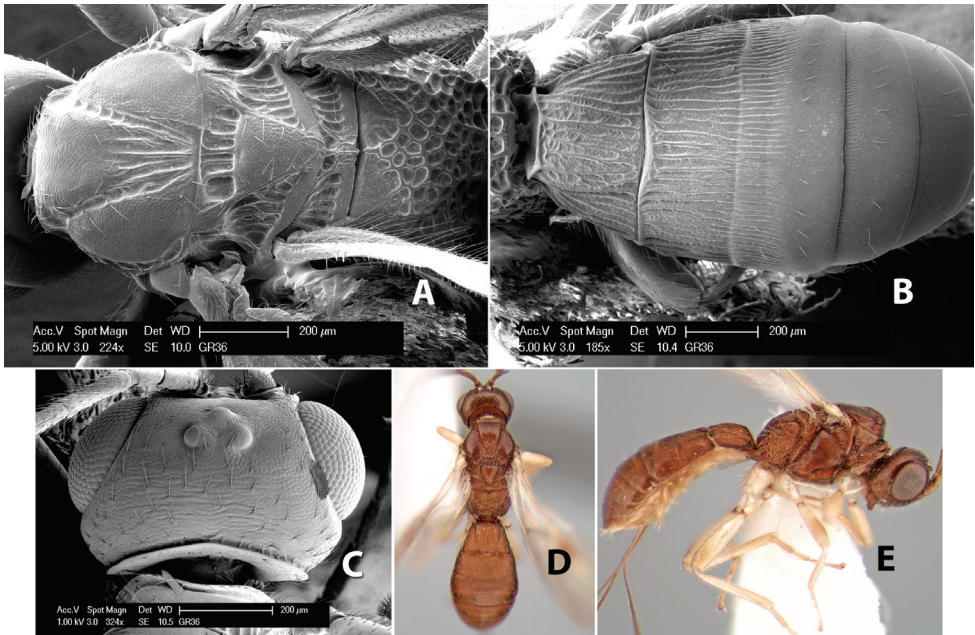 A
Acc.V Spot Magn Det WD 200 µm
5.00 kV 3.0 224x SE 10.0 GR36
B
Acc.V Spot Magn Det WD 200 µm
5.00 kV 3.0 185x SE 10.4 GR36
C
Acc.V Spot Magn Det WD 200 µm
1.00 kV 3.0 324x SE 10.5 GR36
D
E